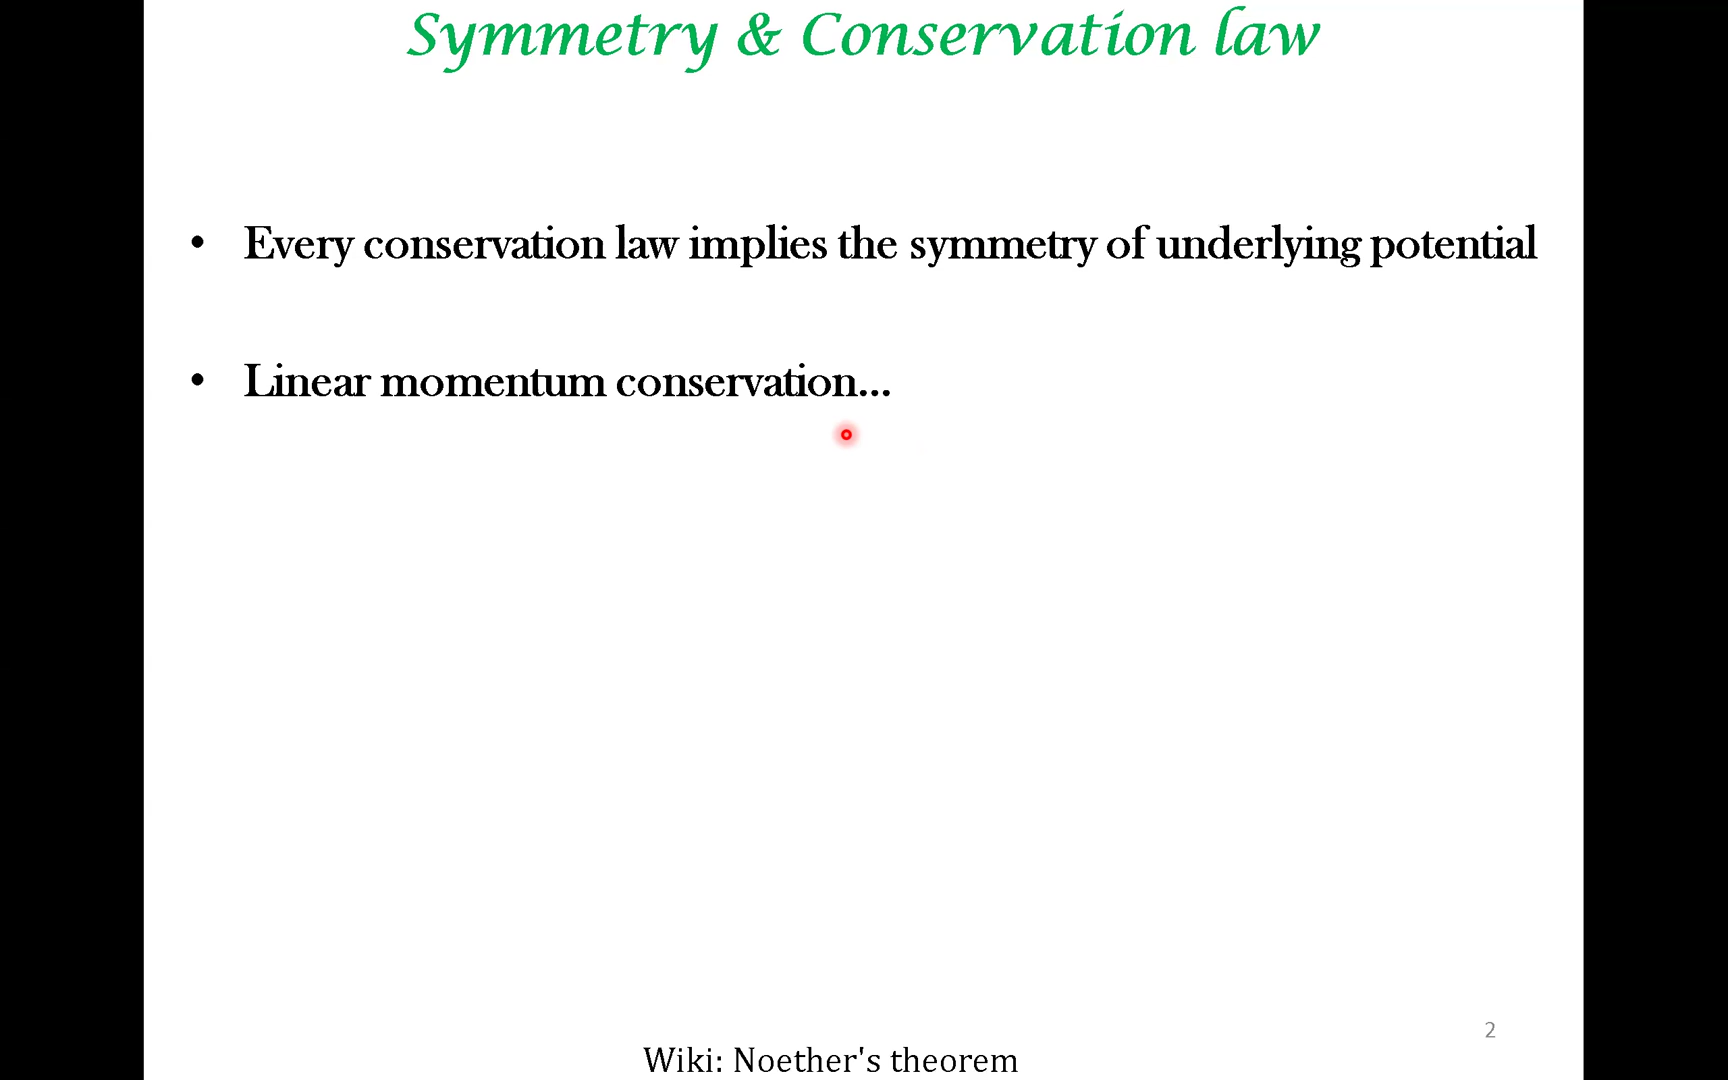 Symmetry & Conservation law
• Every conservation law implies the symmetry of underlying potential
• Linear momentum conservation...
2
Wiki: Noether's theorem